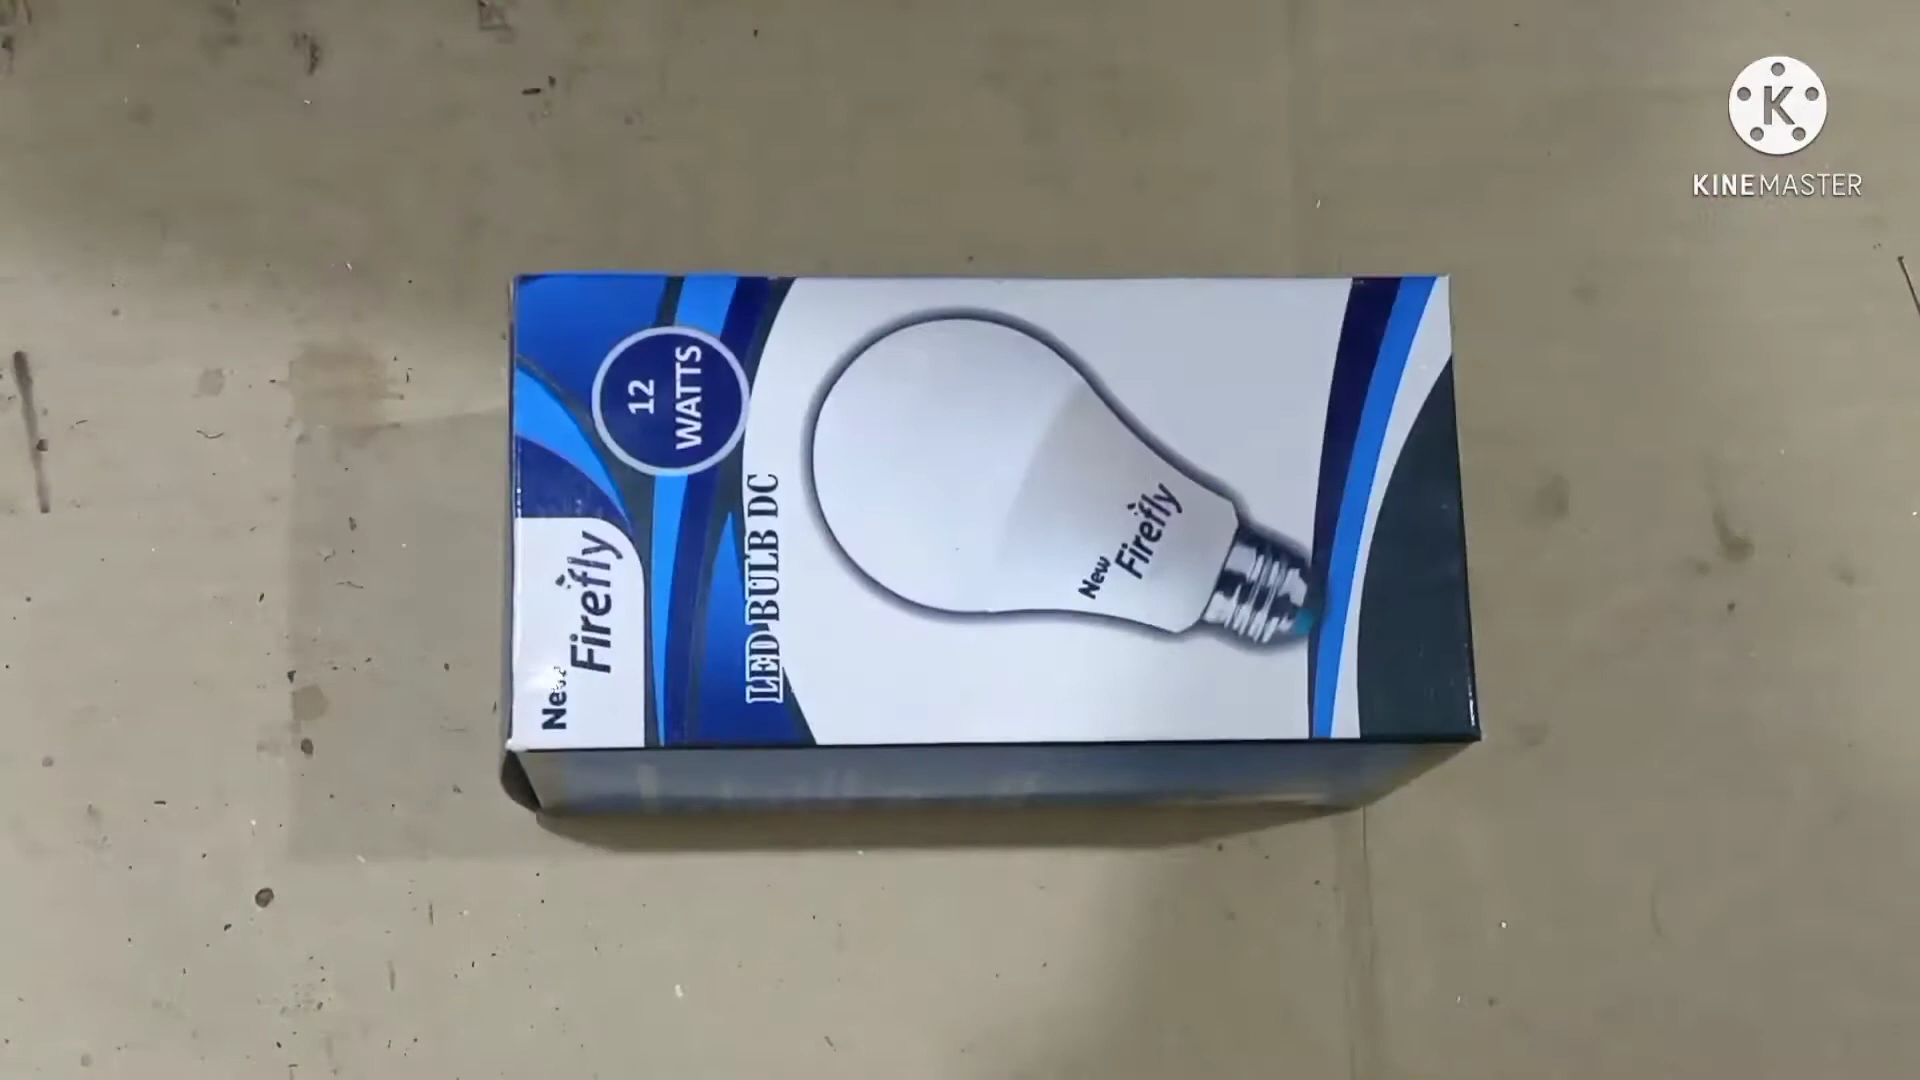 New
Firefly
12
WATTS
LED BULB DC
New
Firefly
K
KINEMASTER